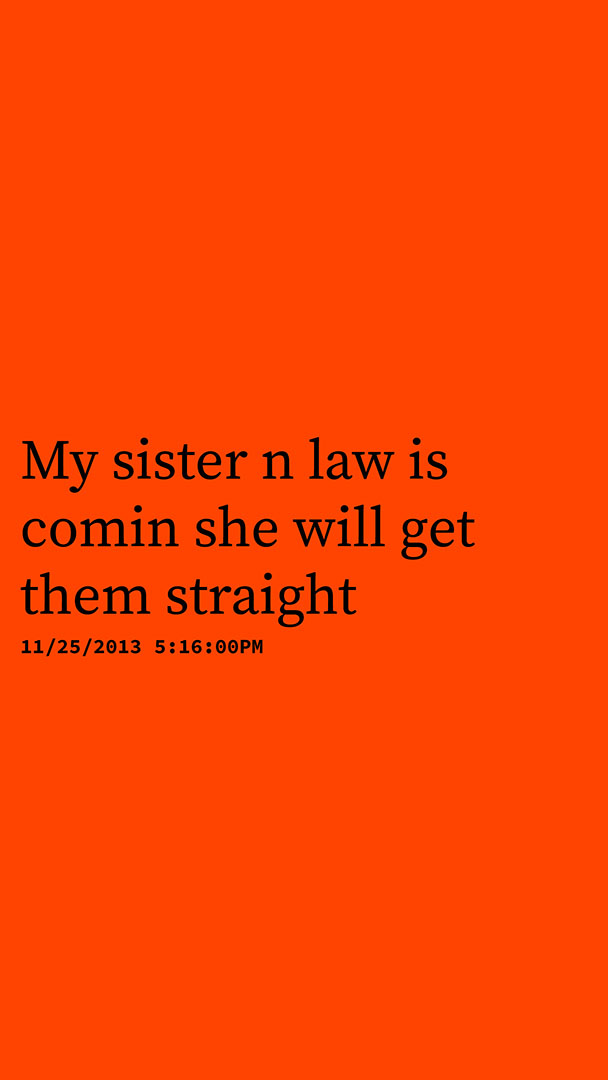 My sister n law is
comin she will get
them straight
11/25/2013 5:16:00PM